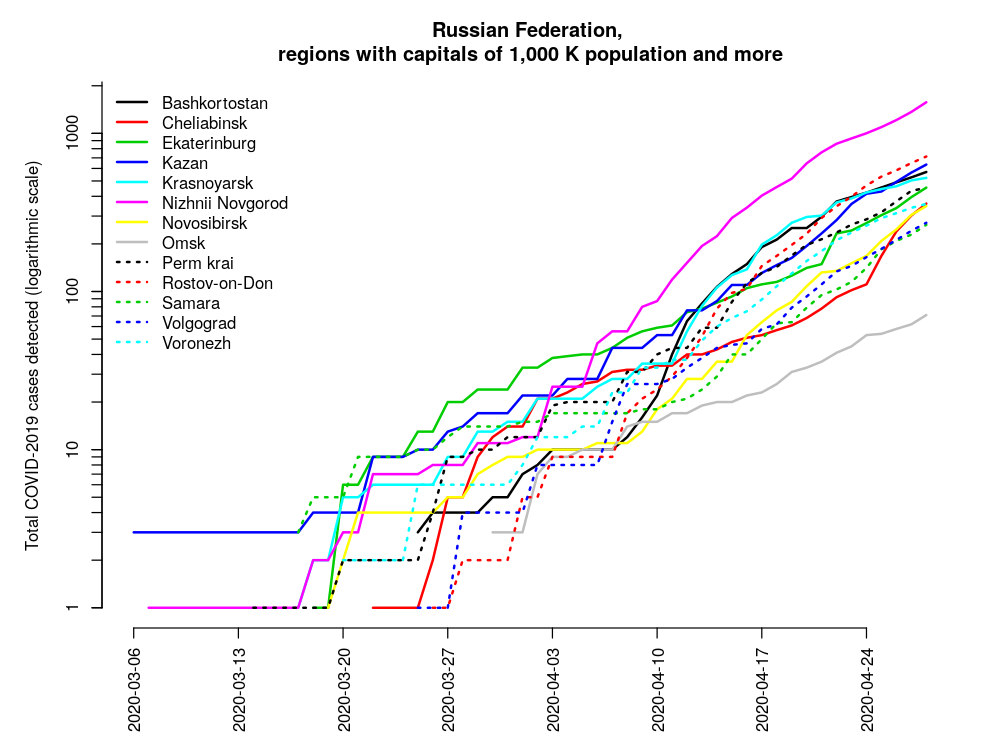 Russian Federation,
regions with capitals of 1,000 K population and more
Total COVID-2019 cases detected (logarithmic scale)
1000
100
10
1
Bashkortostan
Cheliabinsk
Ekaterinburg
Kazan
Krasnoyarsk
Nizhnii Novgorod
Novosibirsk
Omsk
Perm krai
Rostov-on-Don
Samara
Volgograd
Voronezh
2020-03-06
2020-03-13
2020-03-20
2020-03-27
2020-04-03
2020-04-10
2020-04-17
2020-04-24